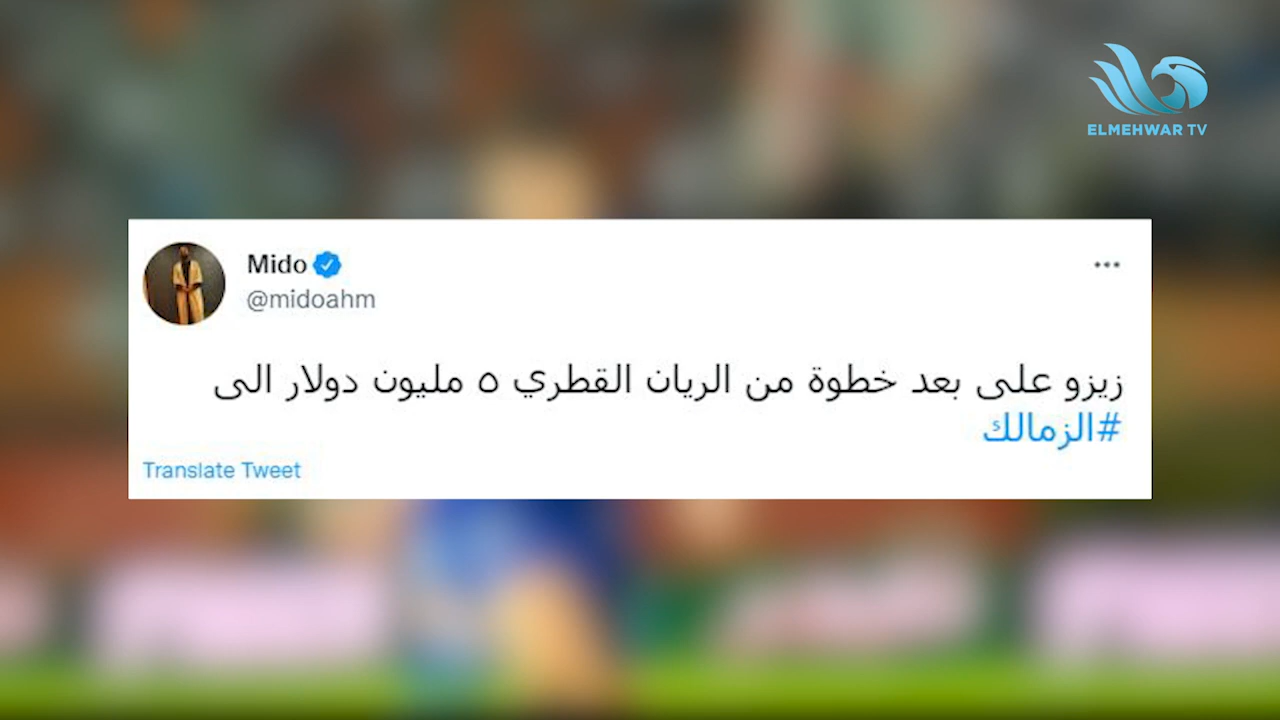 ELMEHWAR TV
Mido
@midoahm
زيزو على بعد خطوة من الريان القطري ٥ مليون دولار الى
#الزمالك
Translate Tweet